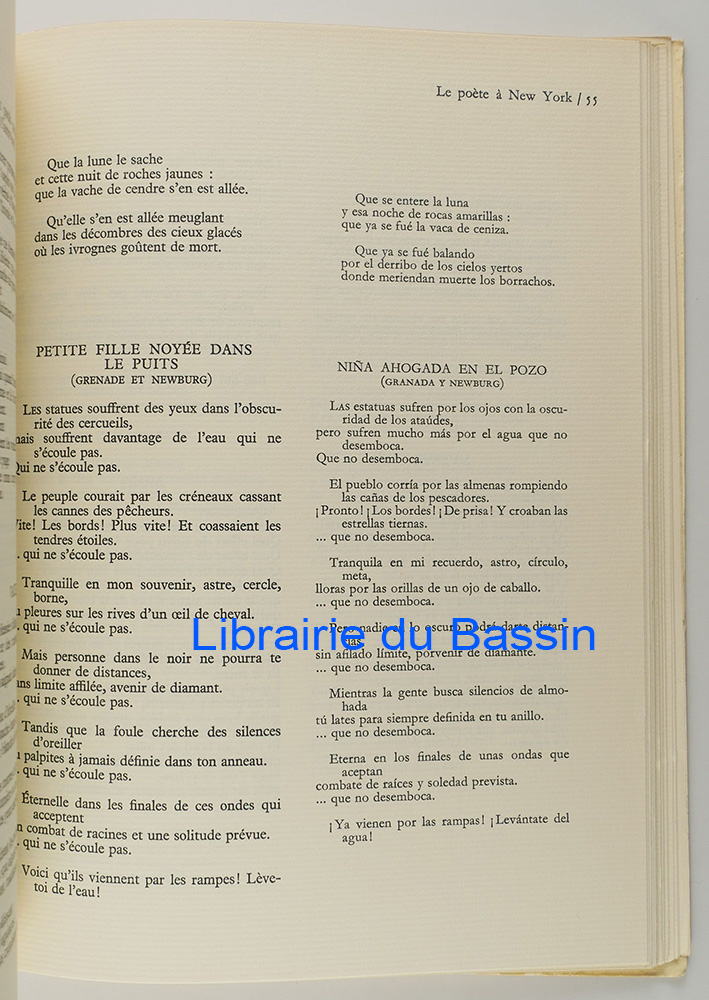 Le poète à New York / 55
Que la lune le sache
et cette nuit de roches jaunes :
que la vache de cendre s'en est allée.
Qu'elle s'en est allée meuglant
dans les décombres des cieux glacés
où les ivrognes goûtent de mort.
PETITE FILLE NOYÉE DANS
LE PUITS
(GRENADE ET NEWBURG)
Les statues souffrent des yeux dans l'obscu-
rité des cercueils,
mais souffrent davantage de l'eau qui ne
s'écoule pas.
Qui ne s'écoule pas.
Le peuple courait par les créneaux cassant
les cannes des pêcheurs.
Vite! Les bords! Plus vite! Et coassaient les
tendres étoiles.
. qui ne s'écoule pas.
Tranquille en mon souvenir, astre, cercle,
borne,
pleures sur les rives d'un œil de cheval.
. qui ne s'écoule pas.
Mais personne dans le noir ne pourra te
donner de distances,
limite affilée, avenir de diamant.
. qui ne s'écoule pas.
Tandis que la foule cherche des silences
d'oreiller
palpites à jamais définie dans ton anneau.
. qui ne s'écoule pas.
Éternelle dans les finales de ces ondes qui
acceptent
combat de racines et une solitude prévue.
. qui ne s'écoule pas.
Voici qu'ils viennent par les rampes! Lève-
toi de l'eau!
Que se entere la luna
y esa noche de rocas amarillas :
que ya se fué la vaca de ceniza.
Que ya se fué balando
por el derribo de los cielos yertos
donde meriendan muerte los borrachos.
NIÑA AHOGADA EN EL POZO
(GRANADA Y NEWBURG)
Las estatuas sufren por los ojos con la oscu-
ridad de los ataúdes,
pero sufren mucho más por el agua que no
desemboca.
Que no desemboca.
El pueblo corría por las almenas rompiendo
las cañas de los pescadores.
¡Pronto! ¡Los bordes! ¡De prisa! Y croaban las
estrellas tiernas.
... que no desemboca.
Tranquila en mi recuerdo, astro, círculo,
meta,
lloras por las orillas de un ojo de caballo.
... que no desemboca.
Pero nadie en lo oscuro podrá darte distan-
cias,
sin afilado límite, porvenir de diamante.
... que no desemboca.
Mientras la gente busca silencios de almo-
hada
tú lates para siempre definida en tu anillo.
... que no desemboca.
Eterna en los finales de unas ondas que
aceptan
combate de raíces y soledad prevista.
... que no desemboca.
¡Ya vienen por las rampas! ¡Levántate del
agua!
Librairie du Bassin